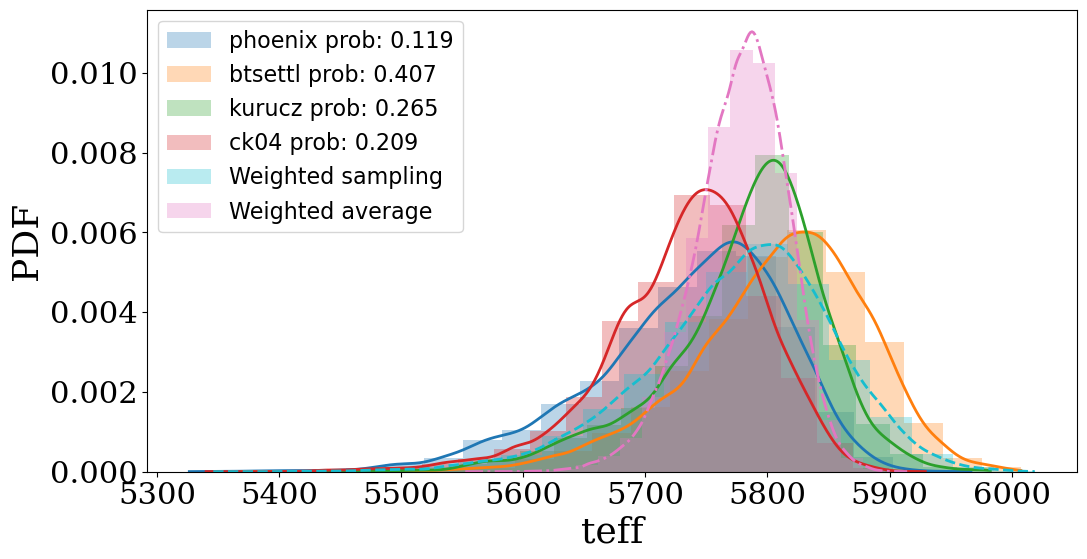 phoenix prob: 0.119
btsettl prob: 0.407
kurucz prob: 0.265
ck04 prob: 0.209
Weighted sampling
Weighted average
PDF
0.010
0.008
0.006
0.004
0.002
0.000
5300 5400 5500 5600 5700 5800 5900 6000
teff